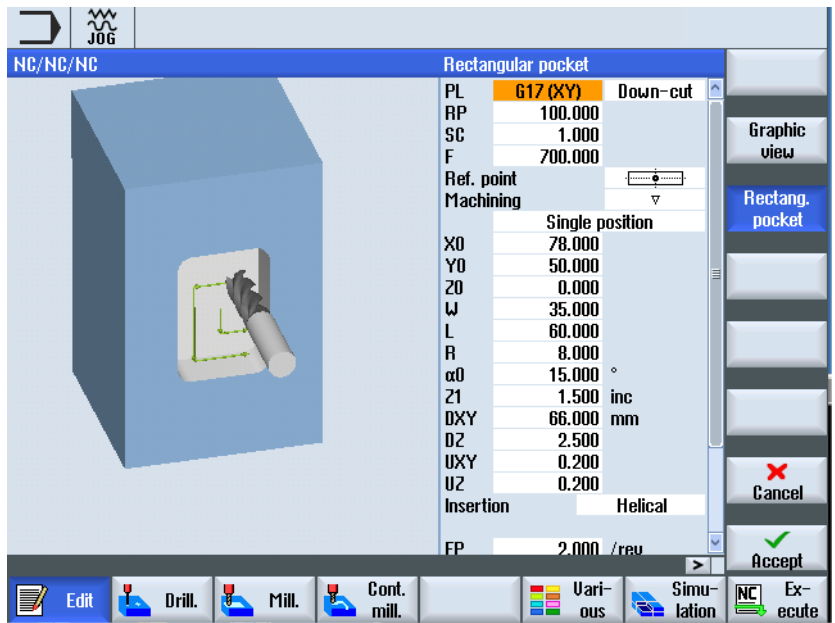 JOG
NC/NC/NC
Rectangular pocket
PL G17 (XY) Down-cut
RP 100.000
SC 1.000
F 700.000
Ref. point
Machining ▽
Single position
X0 78.000
Y0 50.000
Z0 0.000
W 35.000
L 60.000
R 8.000
α0 15.000 °
Z1 1.500 inc
DXY 66.000 mm
DZ 2.500
UXY 0.200
UZ 0.200
Insertion Helical
EP 2.000 /rev
Graphic
view
Rectang.
pocket
Cancel
Accept
>
Edit
Drill.
Mill.
Cont.
mill.
Vari-
ous
Simu-
lation
NC
Ex-
ecute